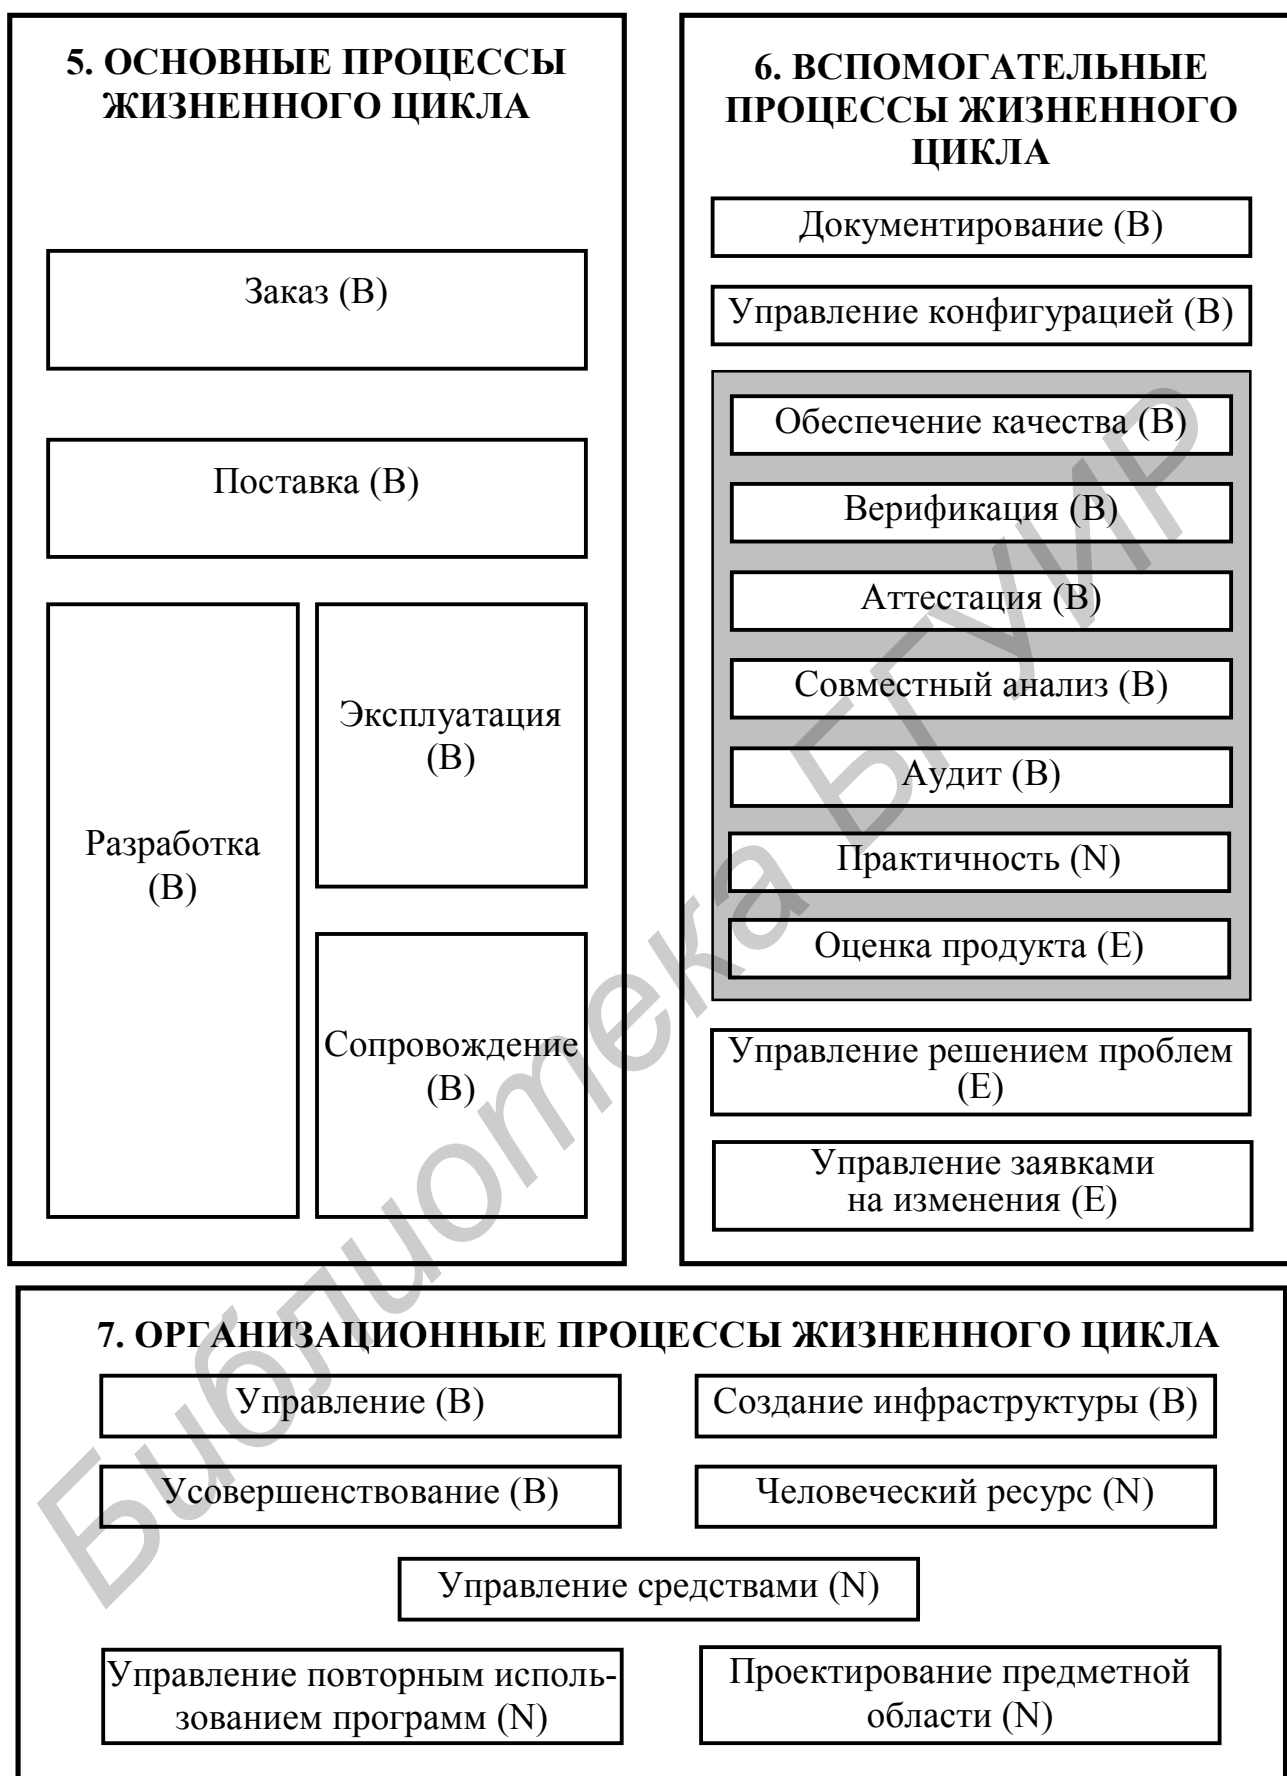 5. ОСНОВНЫЕ ПРОЦЕССЫ
ЖИЗНЕННОГО ЦИКЛА
Заказ (В)
Поставка (В)
Разработка
(В)
Эксплуатация
(В)
Сопровождение
(В)
6. ВСПОМОГАТЕЛЬНЫЕ
ПРОЦЕССЫ ЖИЗНЕННОГО
ЦИКЛА
Документирование (В)
Управление конфигурацией (В)
Обеспечение качества (В)
Верификация (В)
Аттестация (В)
Совместный анализ (В)
Аудит (В)
Практичность (N)
Оценка продукта (Е)
Управление решением проблем
(Е)
Управление заявками
на изменения (Е)
7. ОРГАНИЗАЦИОННЫЕ ПРОЦЕССЫ ЖИЗНЕННОГО ЦИКЛА
Управление (В)
Создание инфраструктуры (В)
Усовершенствование (В)
Человеческий ресурс (N)
Управление средствами (N)
Управление повторным исполь-
зованием программ (N)
Проектирование предметной
области (N)
Библиотека БГУИР